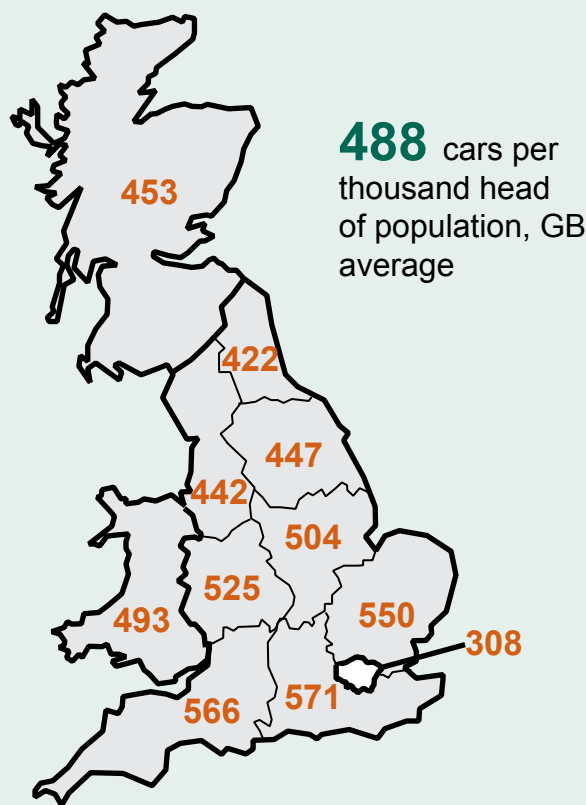 488 cars per
thousand head
of population, GB
average
453
422
447
442
504
525
550
493
308
571
566